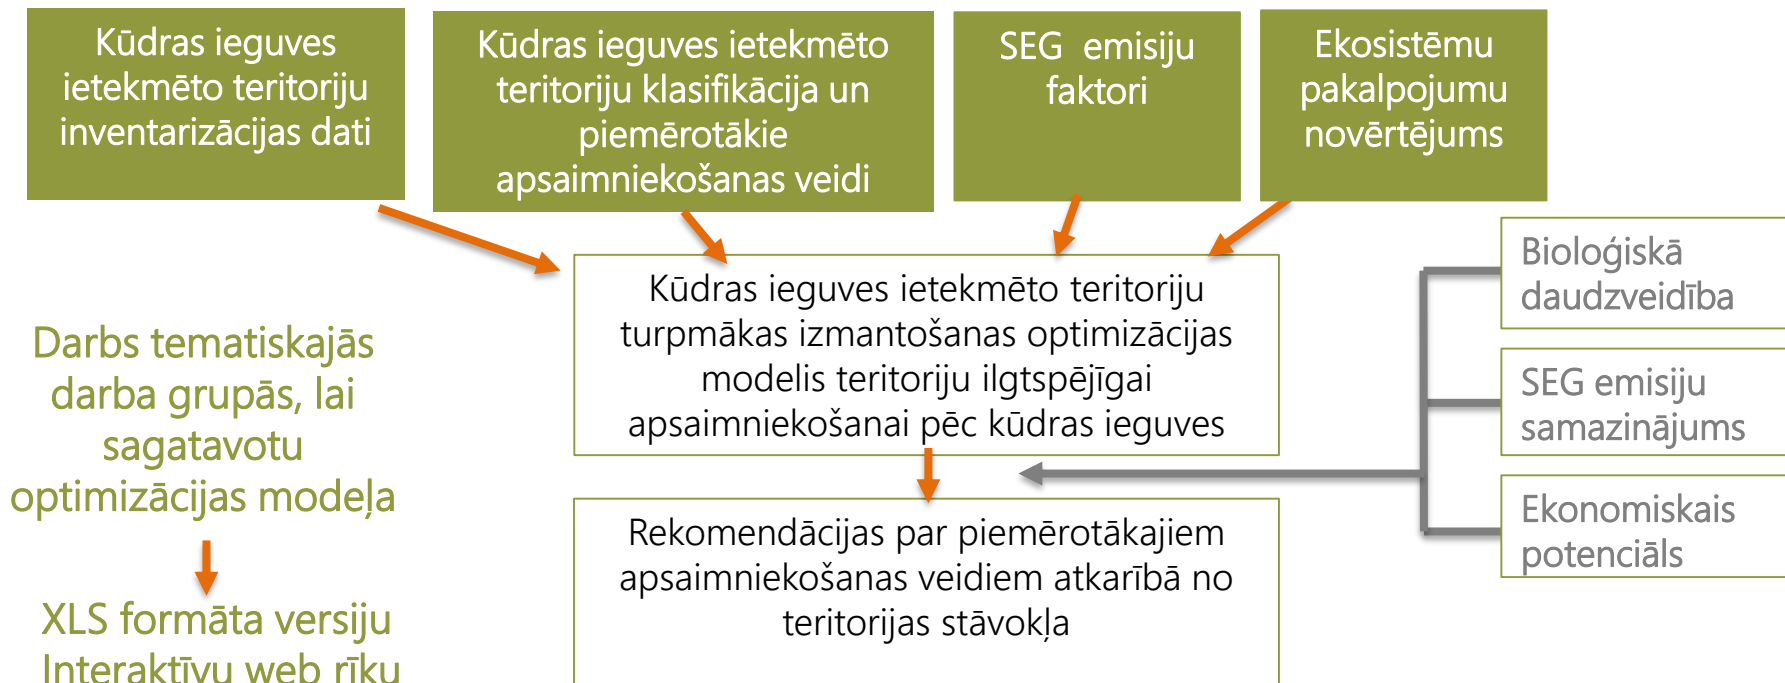 Kūdras ieguves
ietekmēto teritoriju
inventarizācijas dati
Kūdras ieguves ietekmēto
teritoriju klasifikācija un
piemērotākie
apsaimniekošanas veidi
SEG emisiju
faktori
Ekosistēmu
pakalpojumu
novērtējums
Kūdras ieguves ietekmēto teritoriju
turpmākas izmantošanas optimizācijas
modelis teritoriju ilgtspējīgai
apsaimniekošanai pēc kūdras ieguves
Bioloģiskā
daudzveidība
SEG emisiju
samazinājums
Ekonomiskais
potenciāls
Darbs tematiskajās
darba grupās, lai
sagatavotu
optimizācijas modeļa
XLS formāta versiju
Interaktīvu web rīku
Rekomendācijas par piemērotākajiem
apsaimniekošanas veidiem atkarībā no
teritorijas stāvokļa